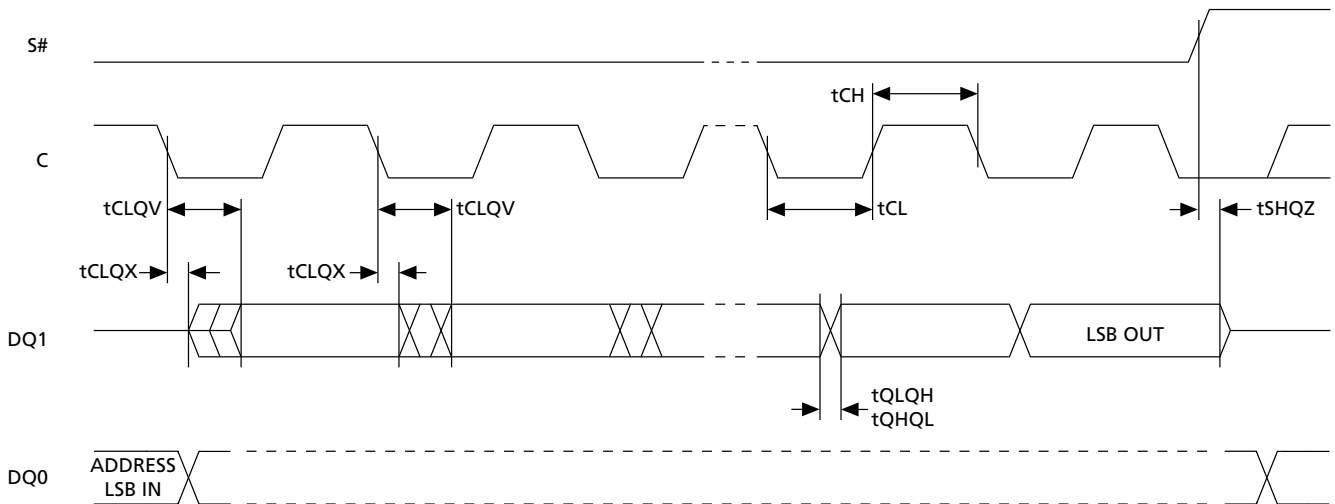 S#
tCH
C
tCLQV
tCLQV
tCL
tSHQZ
tCLQX
tCLQX
DQ1
LSB OUT
tQLQH
tQHQL
DQ0
ADDRESS
LSB IN